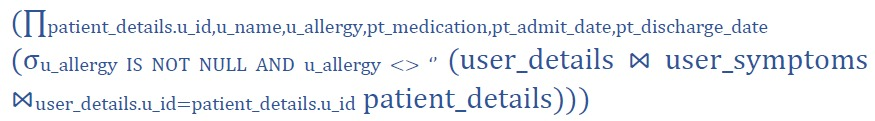 (∏patient_details.u_id,u_name,u_allergy,pt_medication,pt_admit_date,pt_discharge_date
(σu_allergy IS NOT NULL AND u_allergy <> ‘’ (user_details ⋈ user_symptoms
⋈user_details.u_id=patient_details.u_id patient_details)))